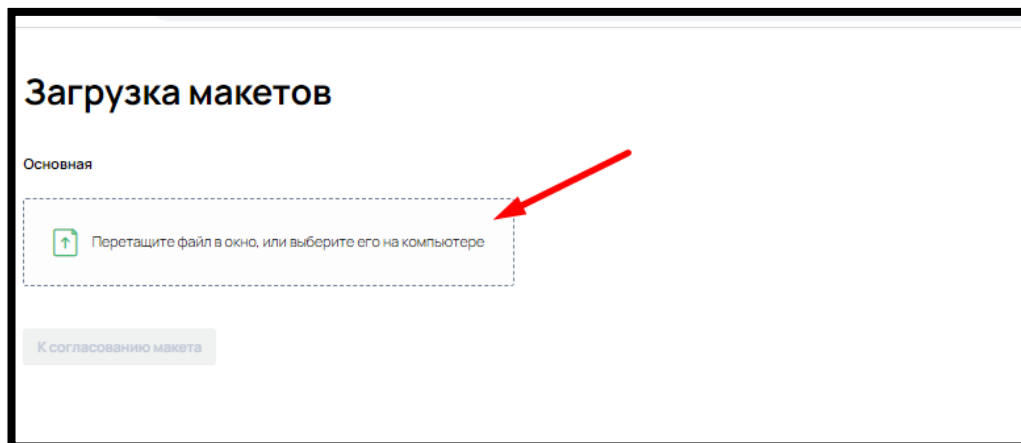 Загрузка макетов
Основная
Перетащите файл в окно, или выберите его на компьютере
К согласованию макета